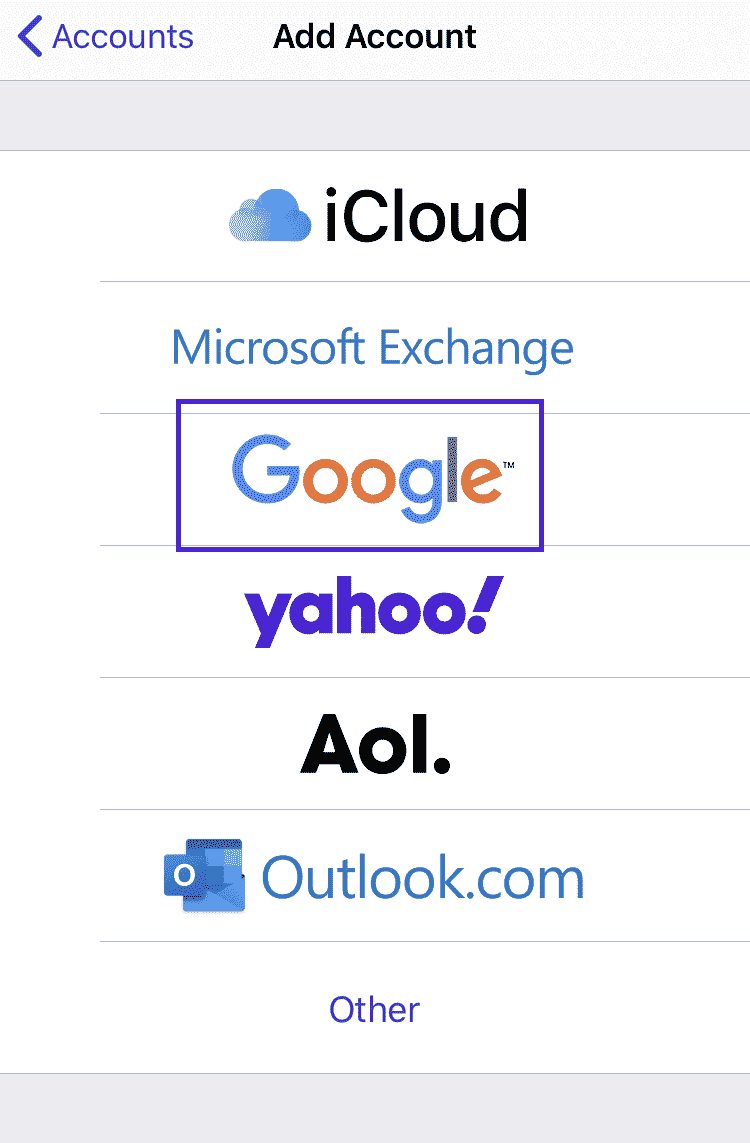 Accounts
Add Account
iCloud
Microsoft Exchange
Google™
yahoo!
Aol.
O Outlook.com
Other